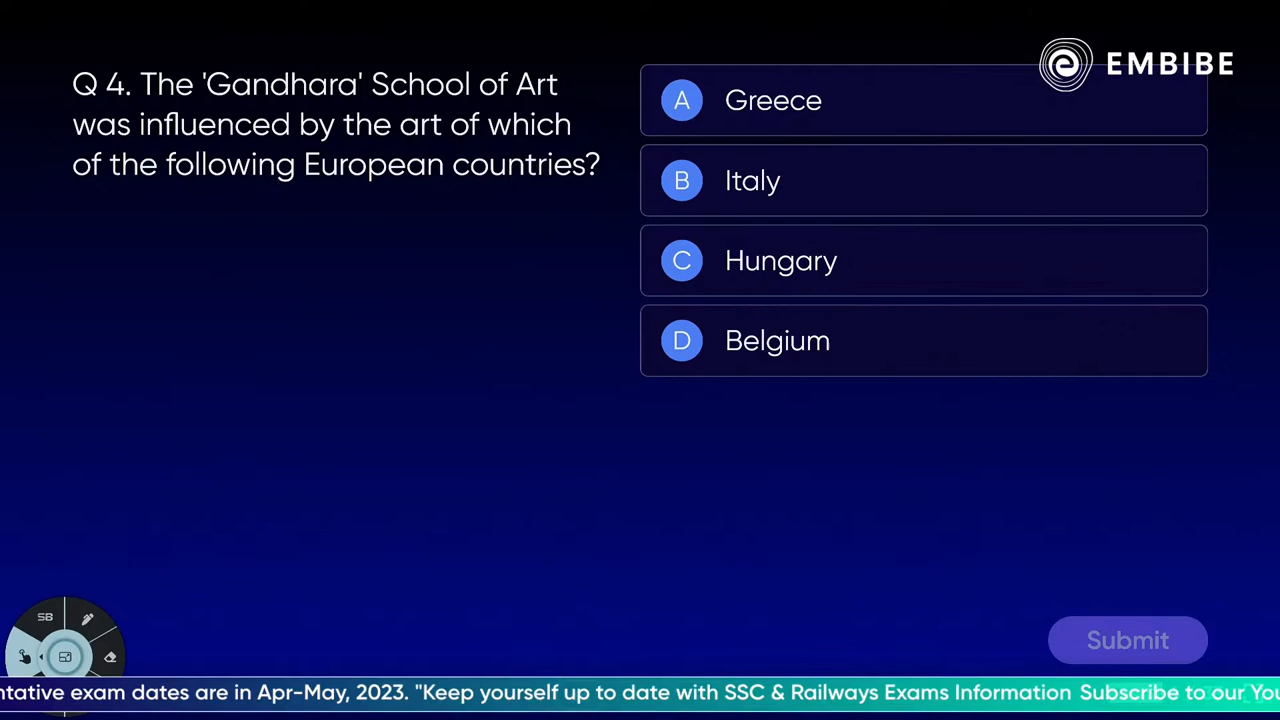 EMBIBE
Q 4. The 'Gandhara' School of Art
was influenced by the art of which
of the following European countries?
A Greece
B Italy
C Hungary
D Belgium
SB
Submit
ntative exam dates are in Apr-May, 2023. "Keep yourself up to date with SSC & Railways Exams Information Subscribe to our You